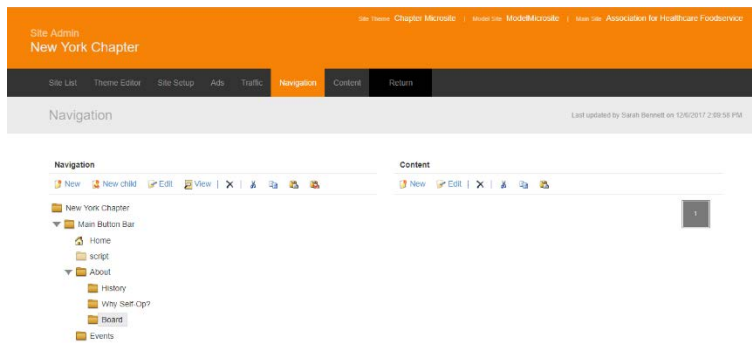 Site Theme Chapter Microsite | Model Site ModelMicrosite | Main Site Association for Healthcare Foodservice
Site Admin
New York Chapter
Site List Theme Editor Site Setup Ads Traffic Navigation Content Return
Navigation
Last updated by Sarah Bennett on 12/6/2017 2:09:58 PM
Navigation
Content
New New child Edit View
New Edit
1
New York Chapter
Main Button Bar
Home
script
About
History
Why Self-Op?
Board
Events